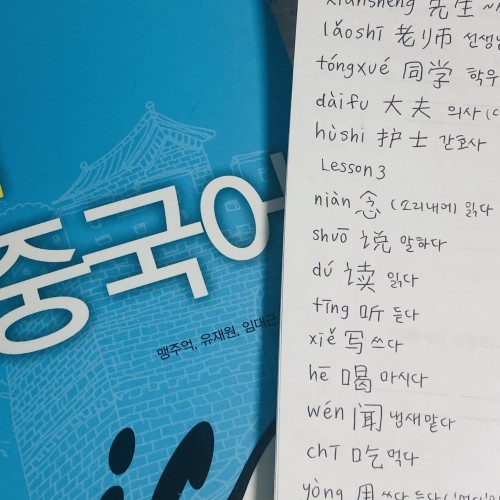 중국어
맹주억, 유재원, 임대근
xiānsheng 先生
lǎoshī 老师 선생님
tóngxué 同学 학우
dàifu 大夫 의사
hùshi 护士 간호사
Lesson 3
niàn 念 (소리내어) 읽다
shuō 说 말하다
dú 读 읽다
tīng 听 듣다
xiě 写 쓰다
hē 喝 마시다
wén 闻 냄새 맡다
chī 吃 먹다
yòng 用 쓰다